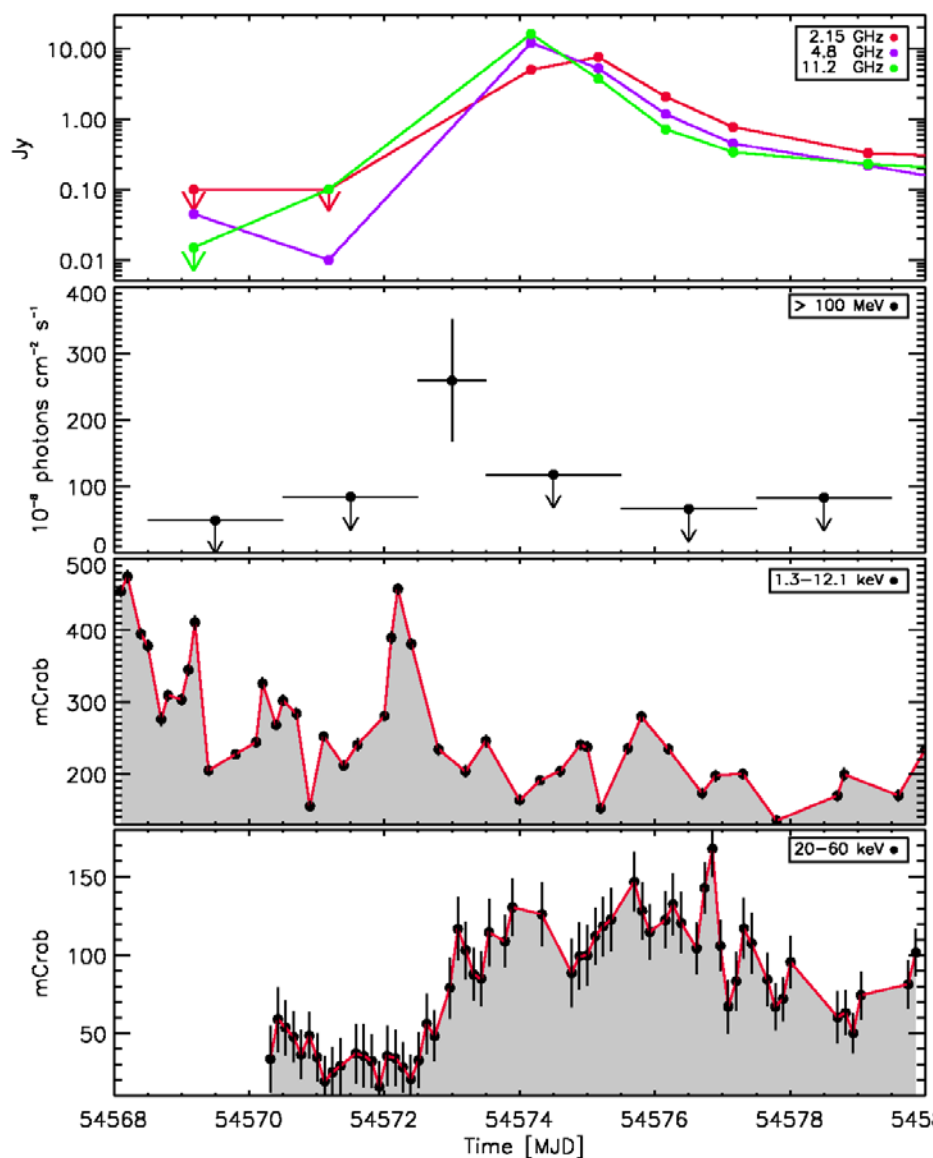 10.00
1.00
0.10
0.01
Jy
2.15 GHz
4.8 GHz
11.2 GHz
400
300
200
100
0
10⁻⁸ photons cm⁻² s⁻¹
> 100 MeV
500
400
300
200
mCrab
1.3–12.1 keV
150
100
50
mCrab
20–60 keV
54568 54570 54572 54574 54576 54578 5458
Time [MJD]